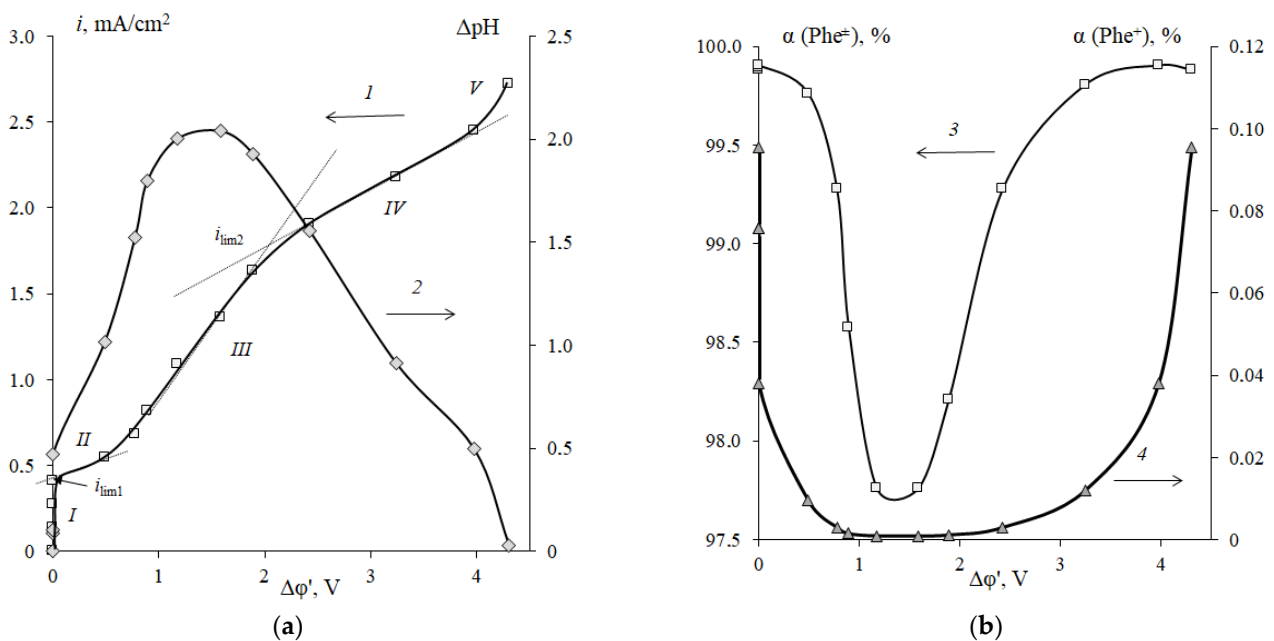 i, mA/cm²
ΔpH
3.0
2.5
2.0
1.5
1.0
0.5
0
2.5
2.0
1.5
1.0
0.5
0
1
2
I
II
III
IV
V
i lim1
i lim2
0 1 2 3 4
Δφ', V
(a)
α (Phe±), %
α (Phe⁺), %
100.0
99.5
99.0
98.5
98.0
97.5
0.12
0.10
0.08
0.06
0.04
0.02
0
3
4
0 1 2 3 4
Δφ', V
(b)